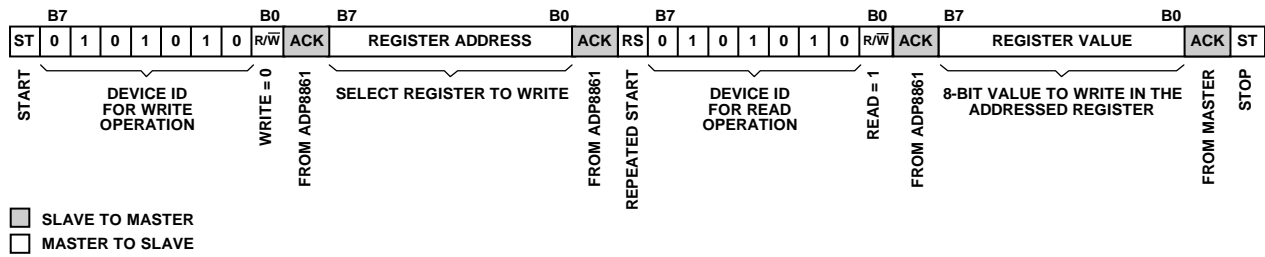 B7 B0 B7 B0 B7 B0 B7 B0
ST 0 1 0 1 0 1 0 R/W̅ ACK REGISTER ADDRESS ACK RS 0 1 0 1 0 1 0 R/W̅ ACK REGISTER VALUE ACK ST
START
DEVICE ID
FOR WRITE
OPERATION
WRITE = 0
FROM ADP8861
SELECT REGISTER TO WRITE
FROM ADP8861
REPEATED START
DEVICE ID
FOR READ
OPERATION
READ = 1
FROM ADP8861
8-BIT VALUE TO WRITE IN THE
ADDRESSED REGISTER
FROM MASTER
STOP
SLAVE TO MASTER
MASTER TO SLAVE